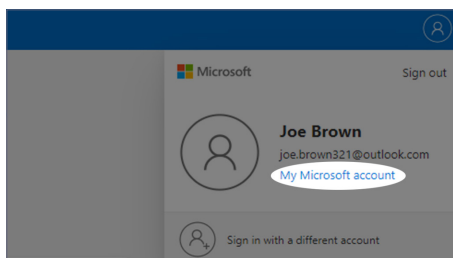 Microsoft
Sign out
Joe Brown
joe.brown321@outlook.com
My Microsoft account
Sign in with a different account